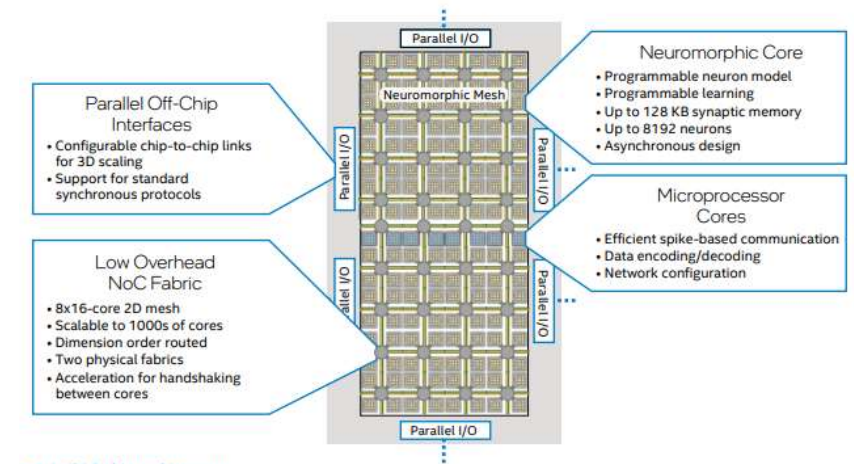 Parallel I/O
Neuromorphic Mesh
Neuromorphic Core
• Programmable neuron model
• Programmable learning
• Up to 128 KB synaptic memory
• Up to 8192 neurons
• Asynchronous design
Parallel Off-Chip
Interfaces
• Configurable chip-to-chip links
for 3D scaling
• Support for standard
synchronous protocols
Parallel I/O
Parallel I/O
Microprocessor
Cores
• Efficient spike-based communication
• Data encoding/decoding
• Network configuration
Low Overhead
NoC Fabric
• 8x16-core 2D mesh
• Scalable to 1000s of cores
• Dimension order routed
• Two physical fabrics
• Acceleration for handshaking
between cores
I/O
Parallel I/O
Parallel I/O